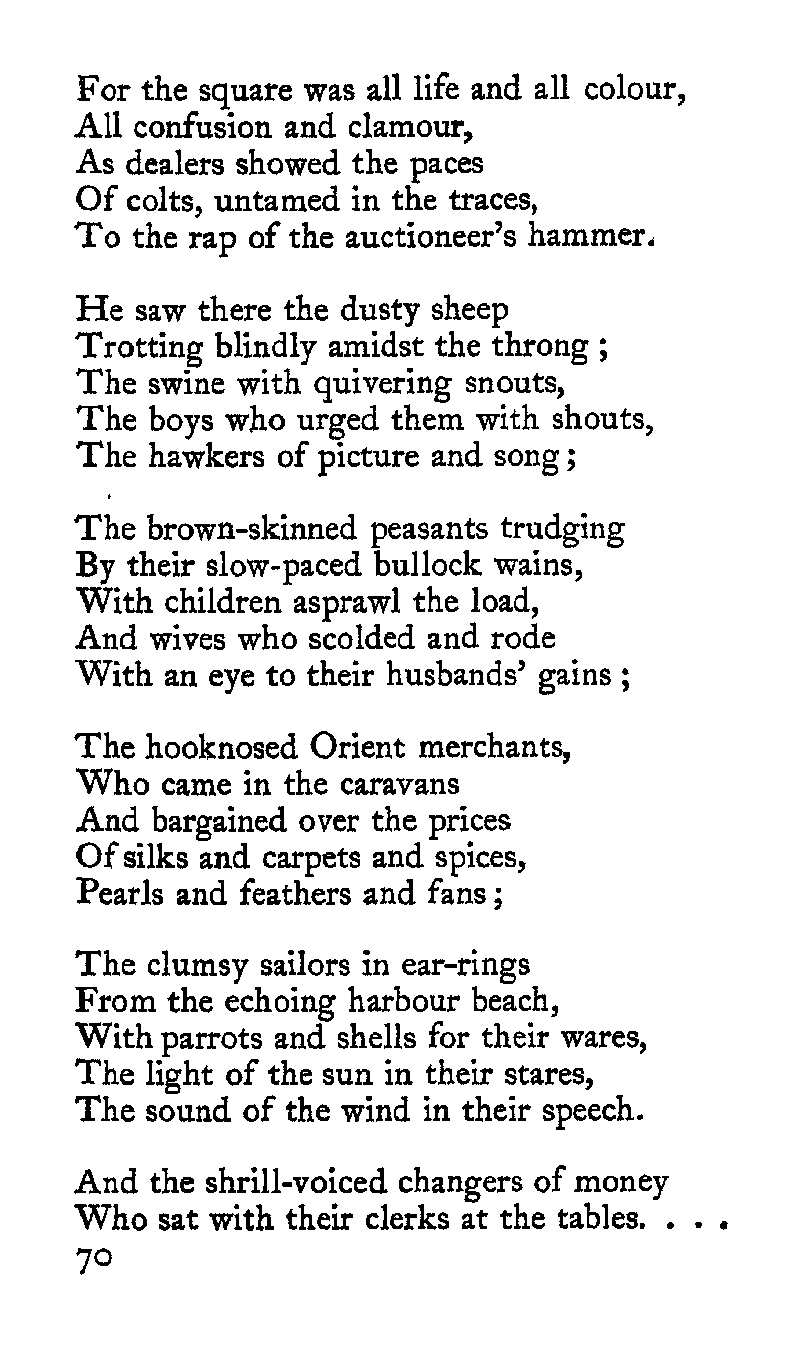 For the square was all life and all colour,
All confusion and clamour,
As dealers showed the paces
Of colts, untamed in the traces,
To the rap of the auctioneer's hammer.

He saw there the dusty sheep
Trotting blindly amidst the throng ;
The swine with quivering snouts,
The boys who urged them with shouts,
The hawkers of picture and song ;

The brown-skinned peasants trudging
By their slow-paced bullock wains,
With children asprawl the load,
And wives who scolded and rode
With an eye to their husbands' gains ;

The hooknosed Orient merchants,
Who came in the caravans
And bargained over the prices
Of silks and carpets and spices,
Pearls and feathers and fans ;

The clumsy sailors in ear-rings
From the echoing harbour beach,
With parrots and shells for their wares,
The light of the sun in their stares,
The sound of the wind in their speech.

And the shrill-voiced changers of money
Who sat with their clerks at the tables. . . .
70